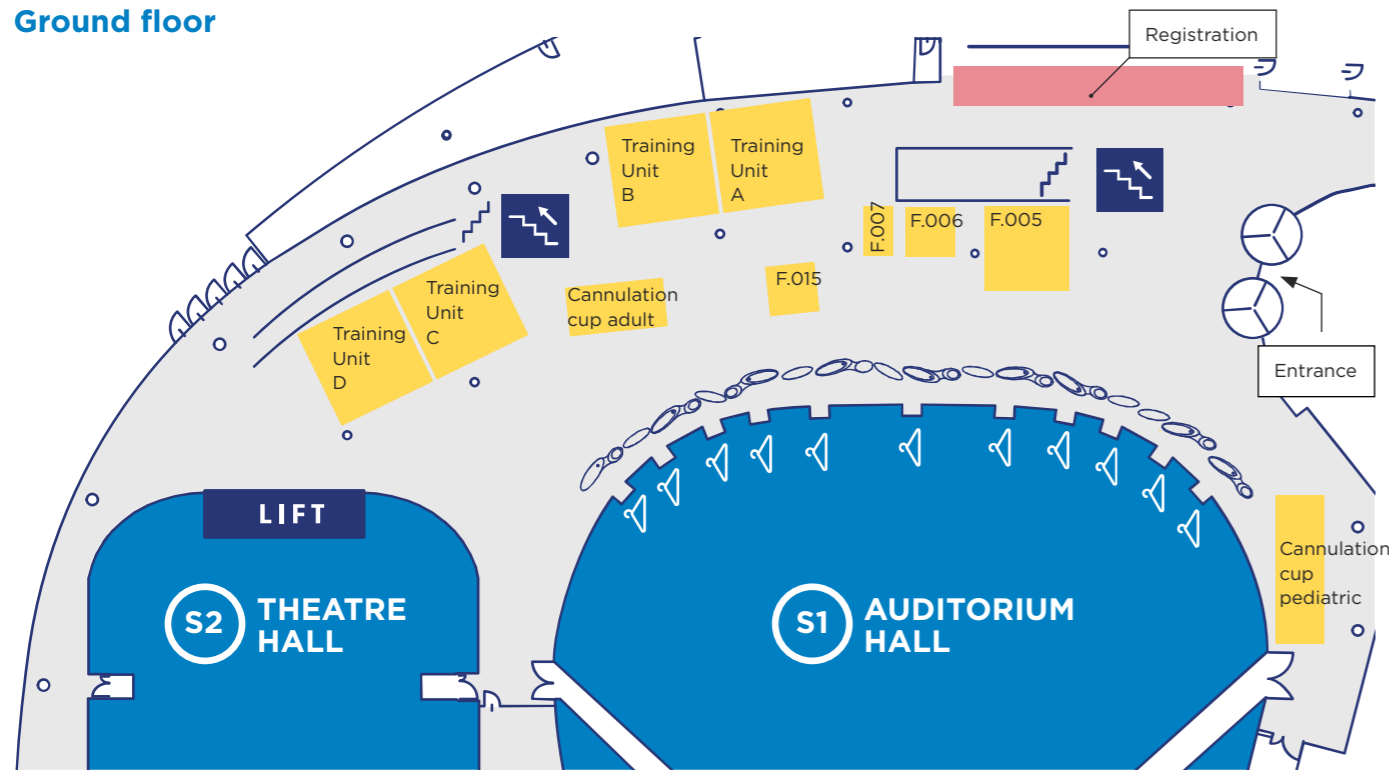 Ground floor
Registration
Training
Unit
B
Training
Unit
A
F.007
F.006
F.005
F.015
Cannulation
cup adult
Training
Unit
C
Training
Unit
D
Entrance
LIFT
S2
THEATRE
HALL
S1
AUDITORIUM
HALL
Cannulation
cup
pediatric